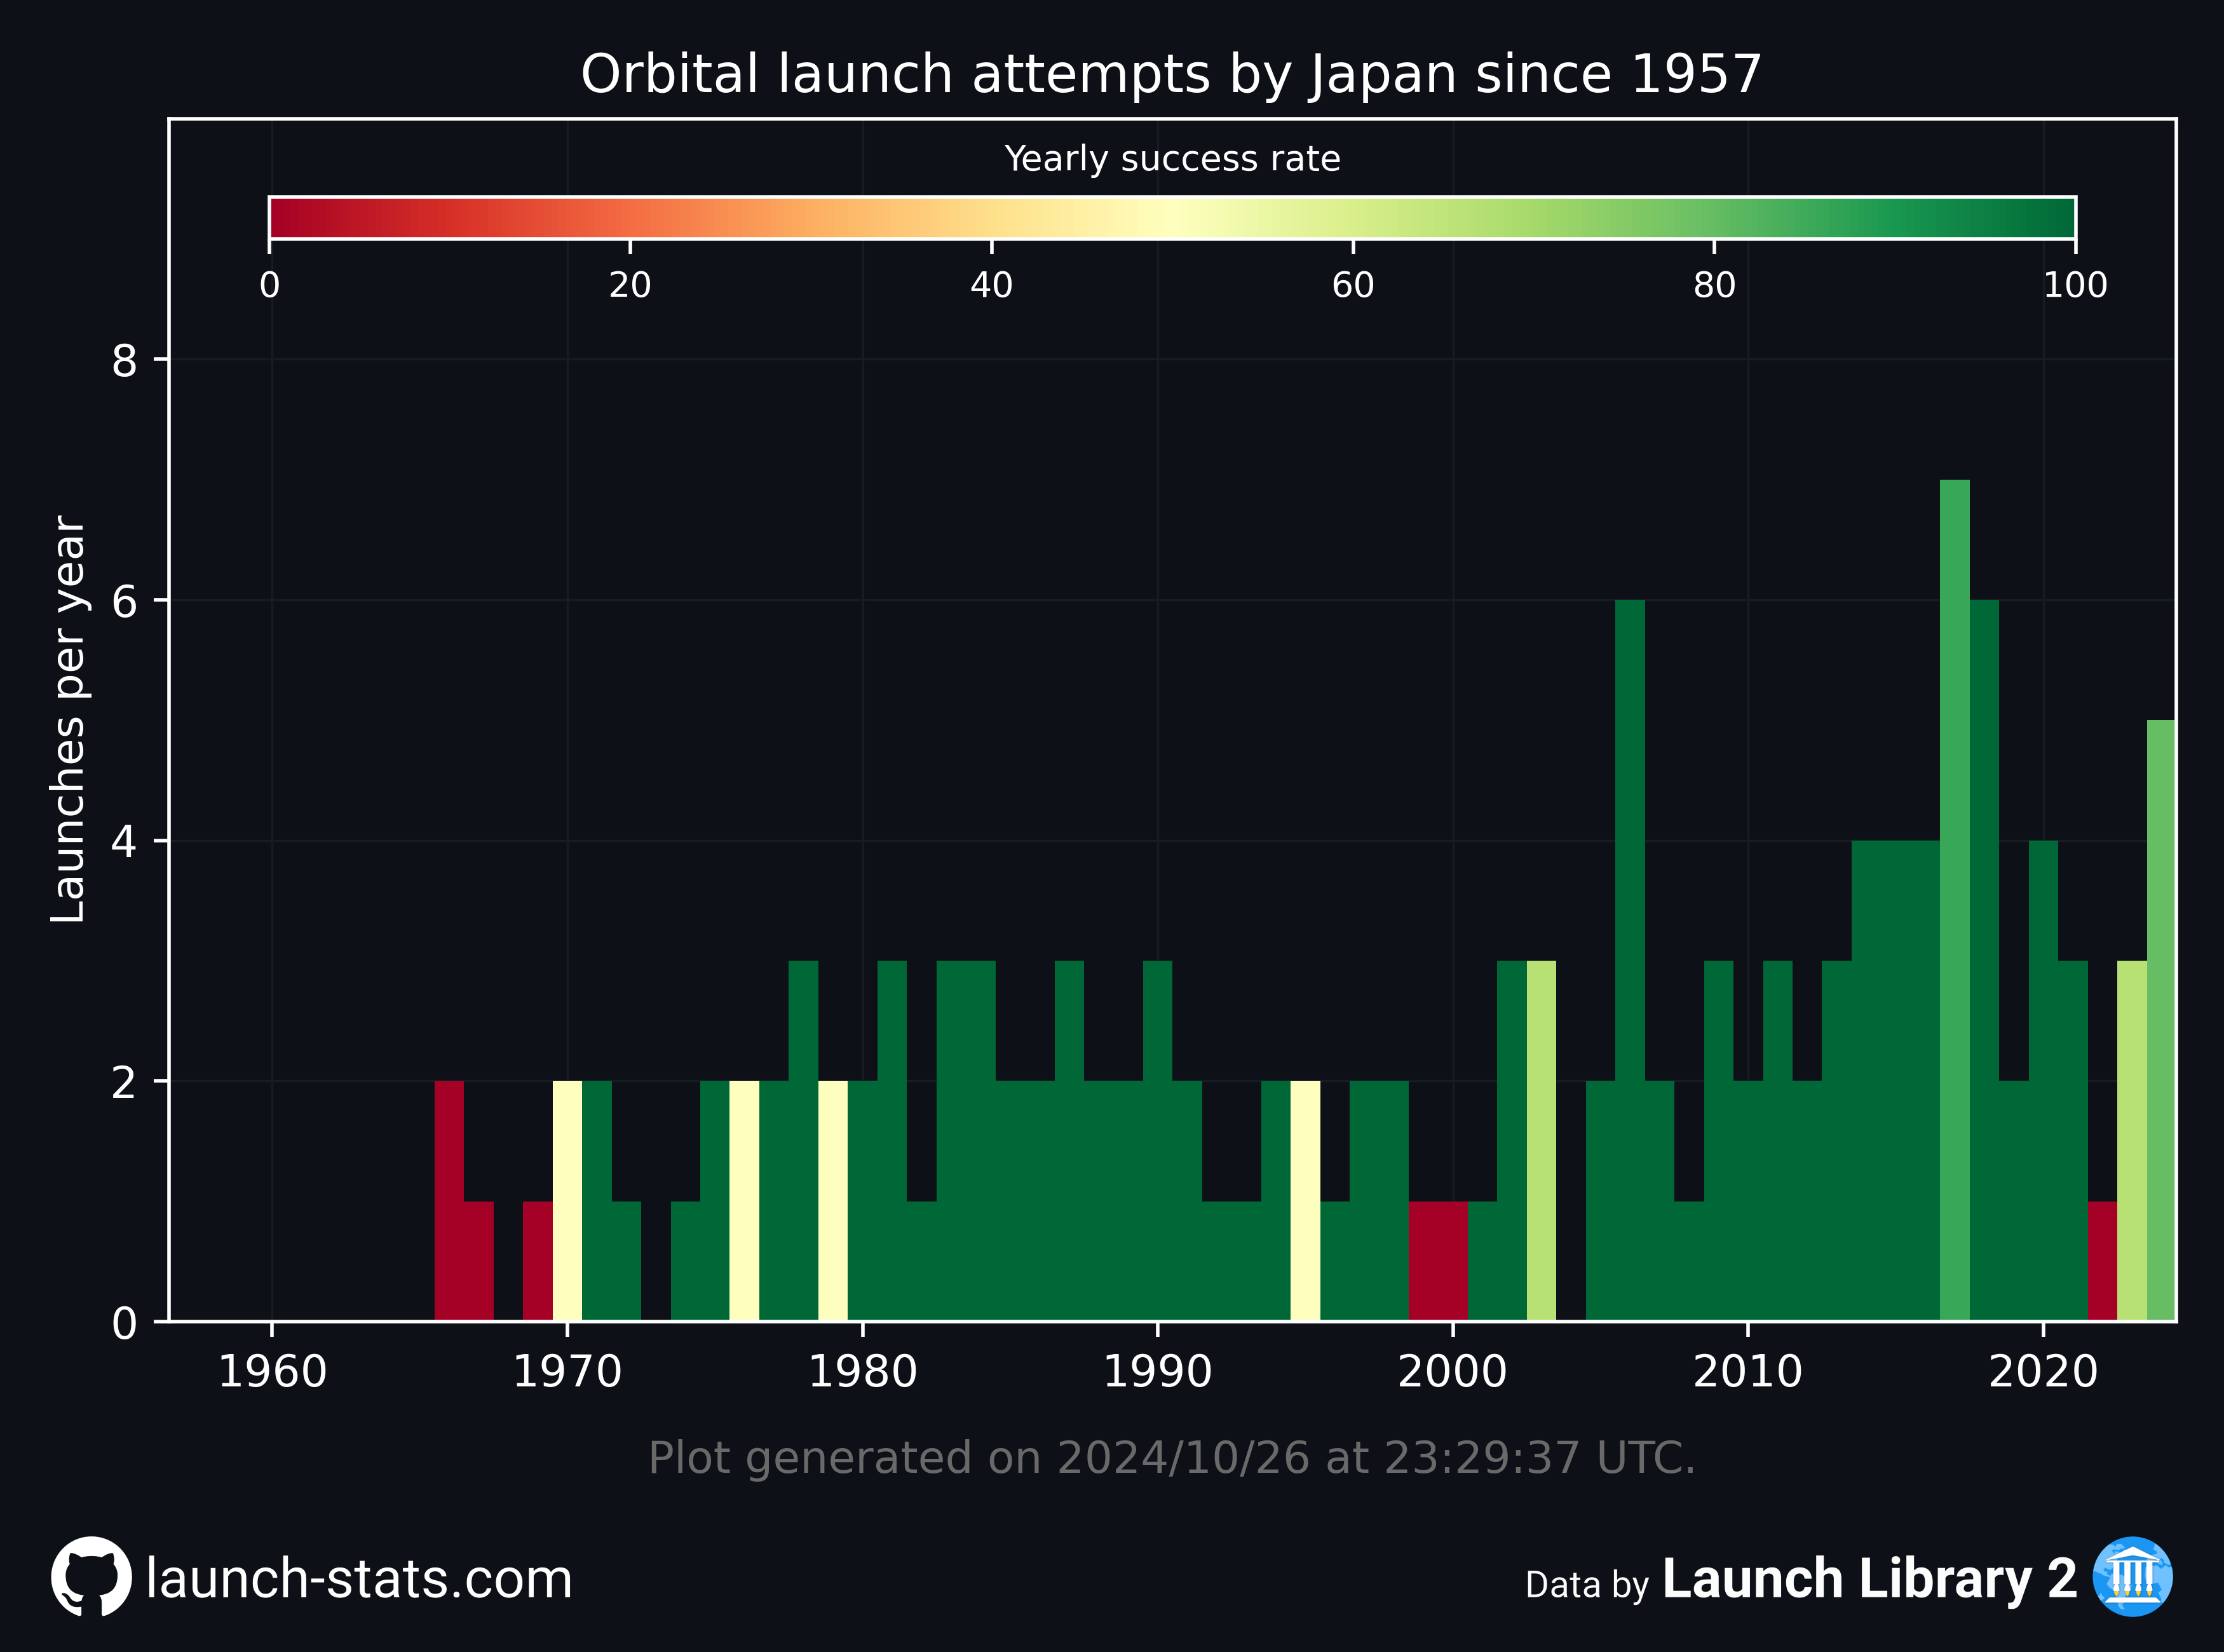 Orbital launch attempts by Japan since 1957
Yearly success rate
0 20 40 60 80 100
Launches per year
8
6
4
2
0
1960 1970 1980 1990 2000 2010 2020
Plot generated on 2024/10/26 at 23:29:37 UTC.
launch-stats.com
Data by Launch Library 2